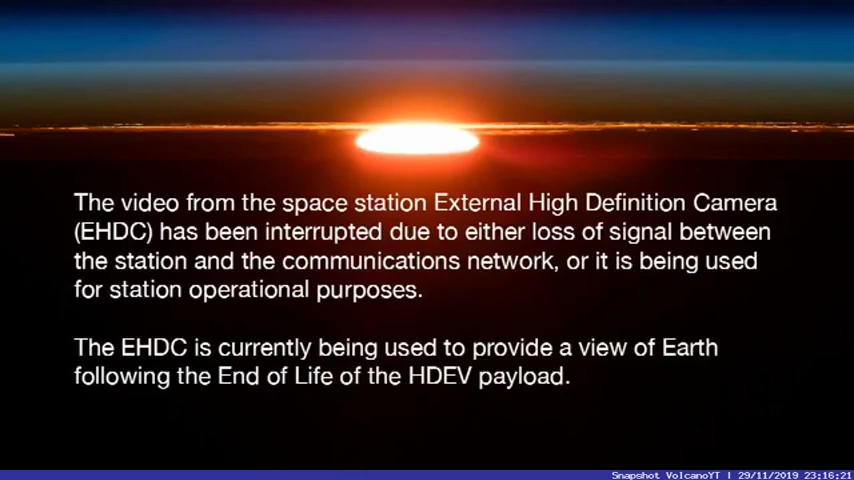 The video from the space station External High Definition Camera
(EHDC) has been interrupted due to either loss of signal between
the station and the communications network, or it is being used
for station operational purposes.
The EHDC is currently being used to provide a view of Earth
following the End of Life of the HDEV payload.
Snapshot VolcanoYT | 29/11/2019 23:16:21